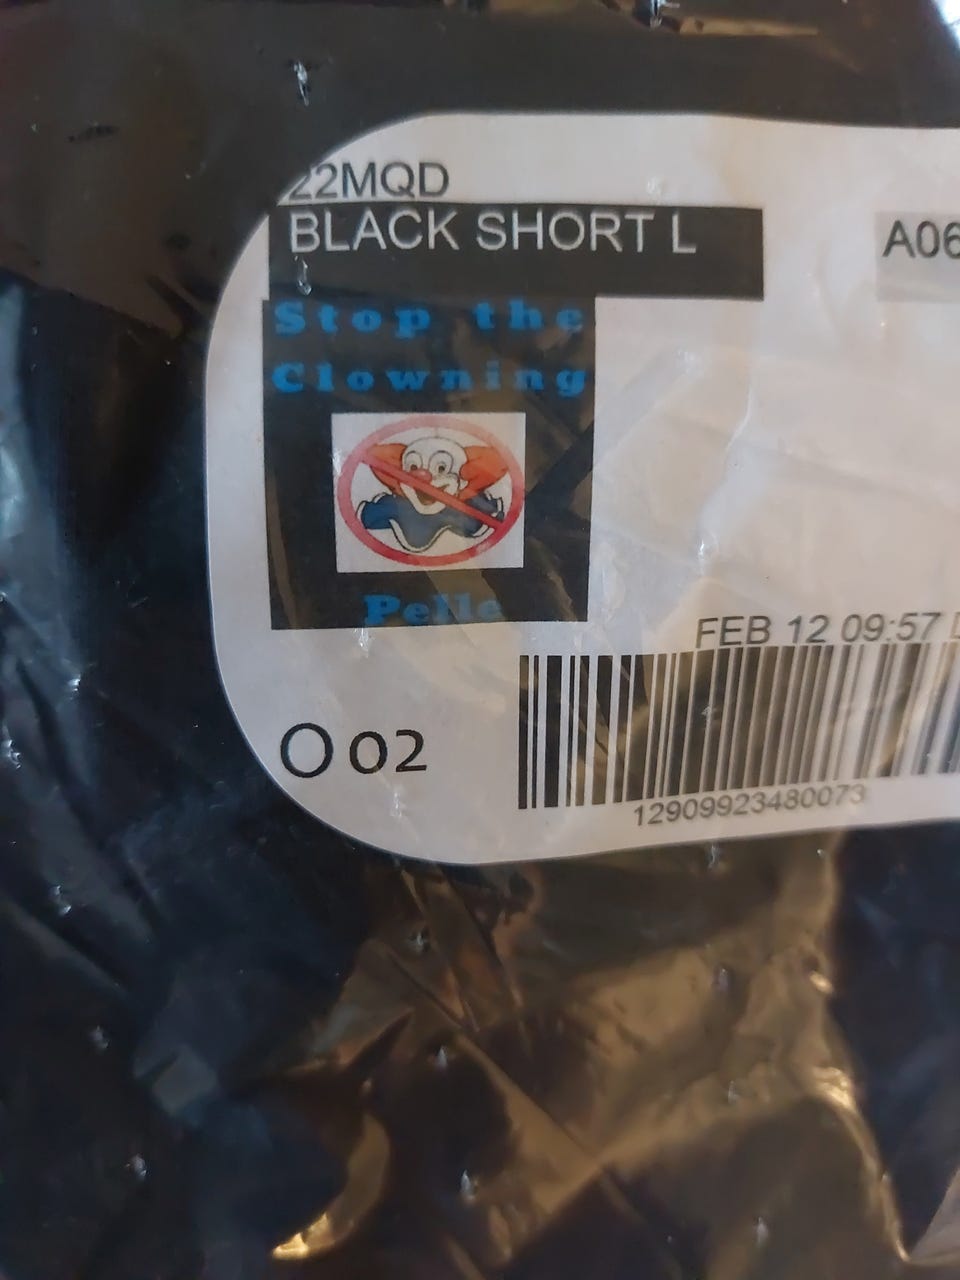 22MQD
BLACK SHORT L
A06
Stop the
Clowning
Pelle
FEB 12 09:57
12909923480073
O 02